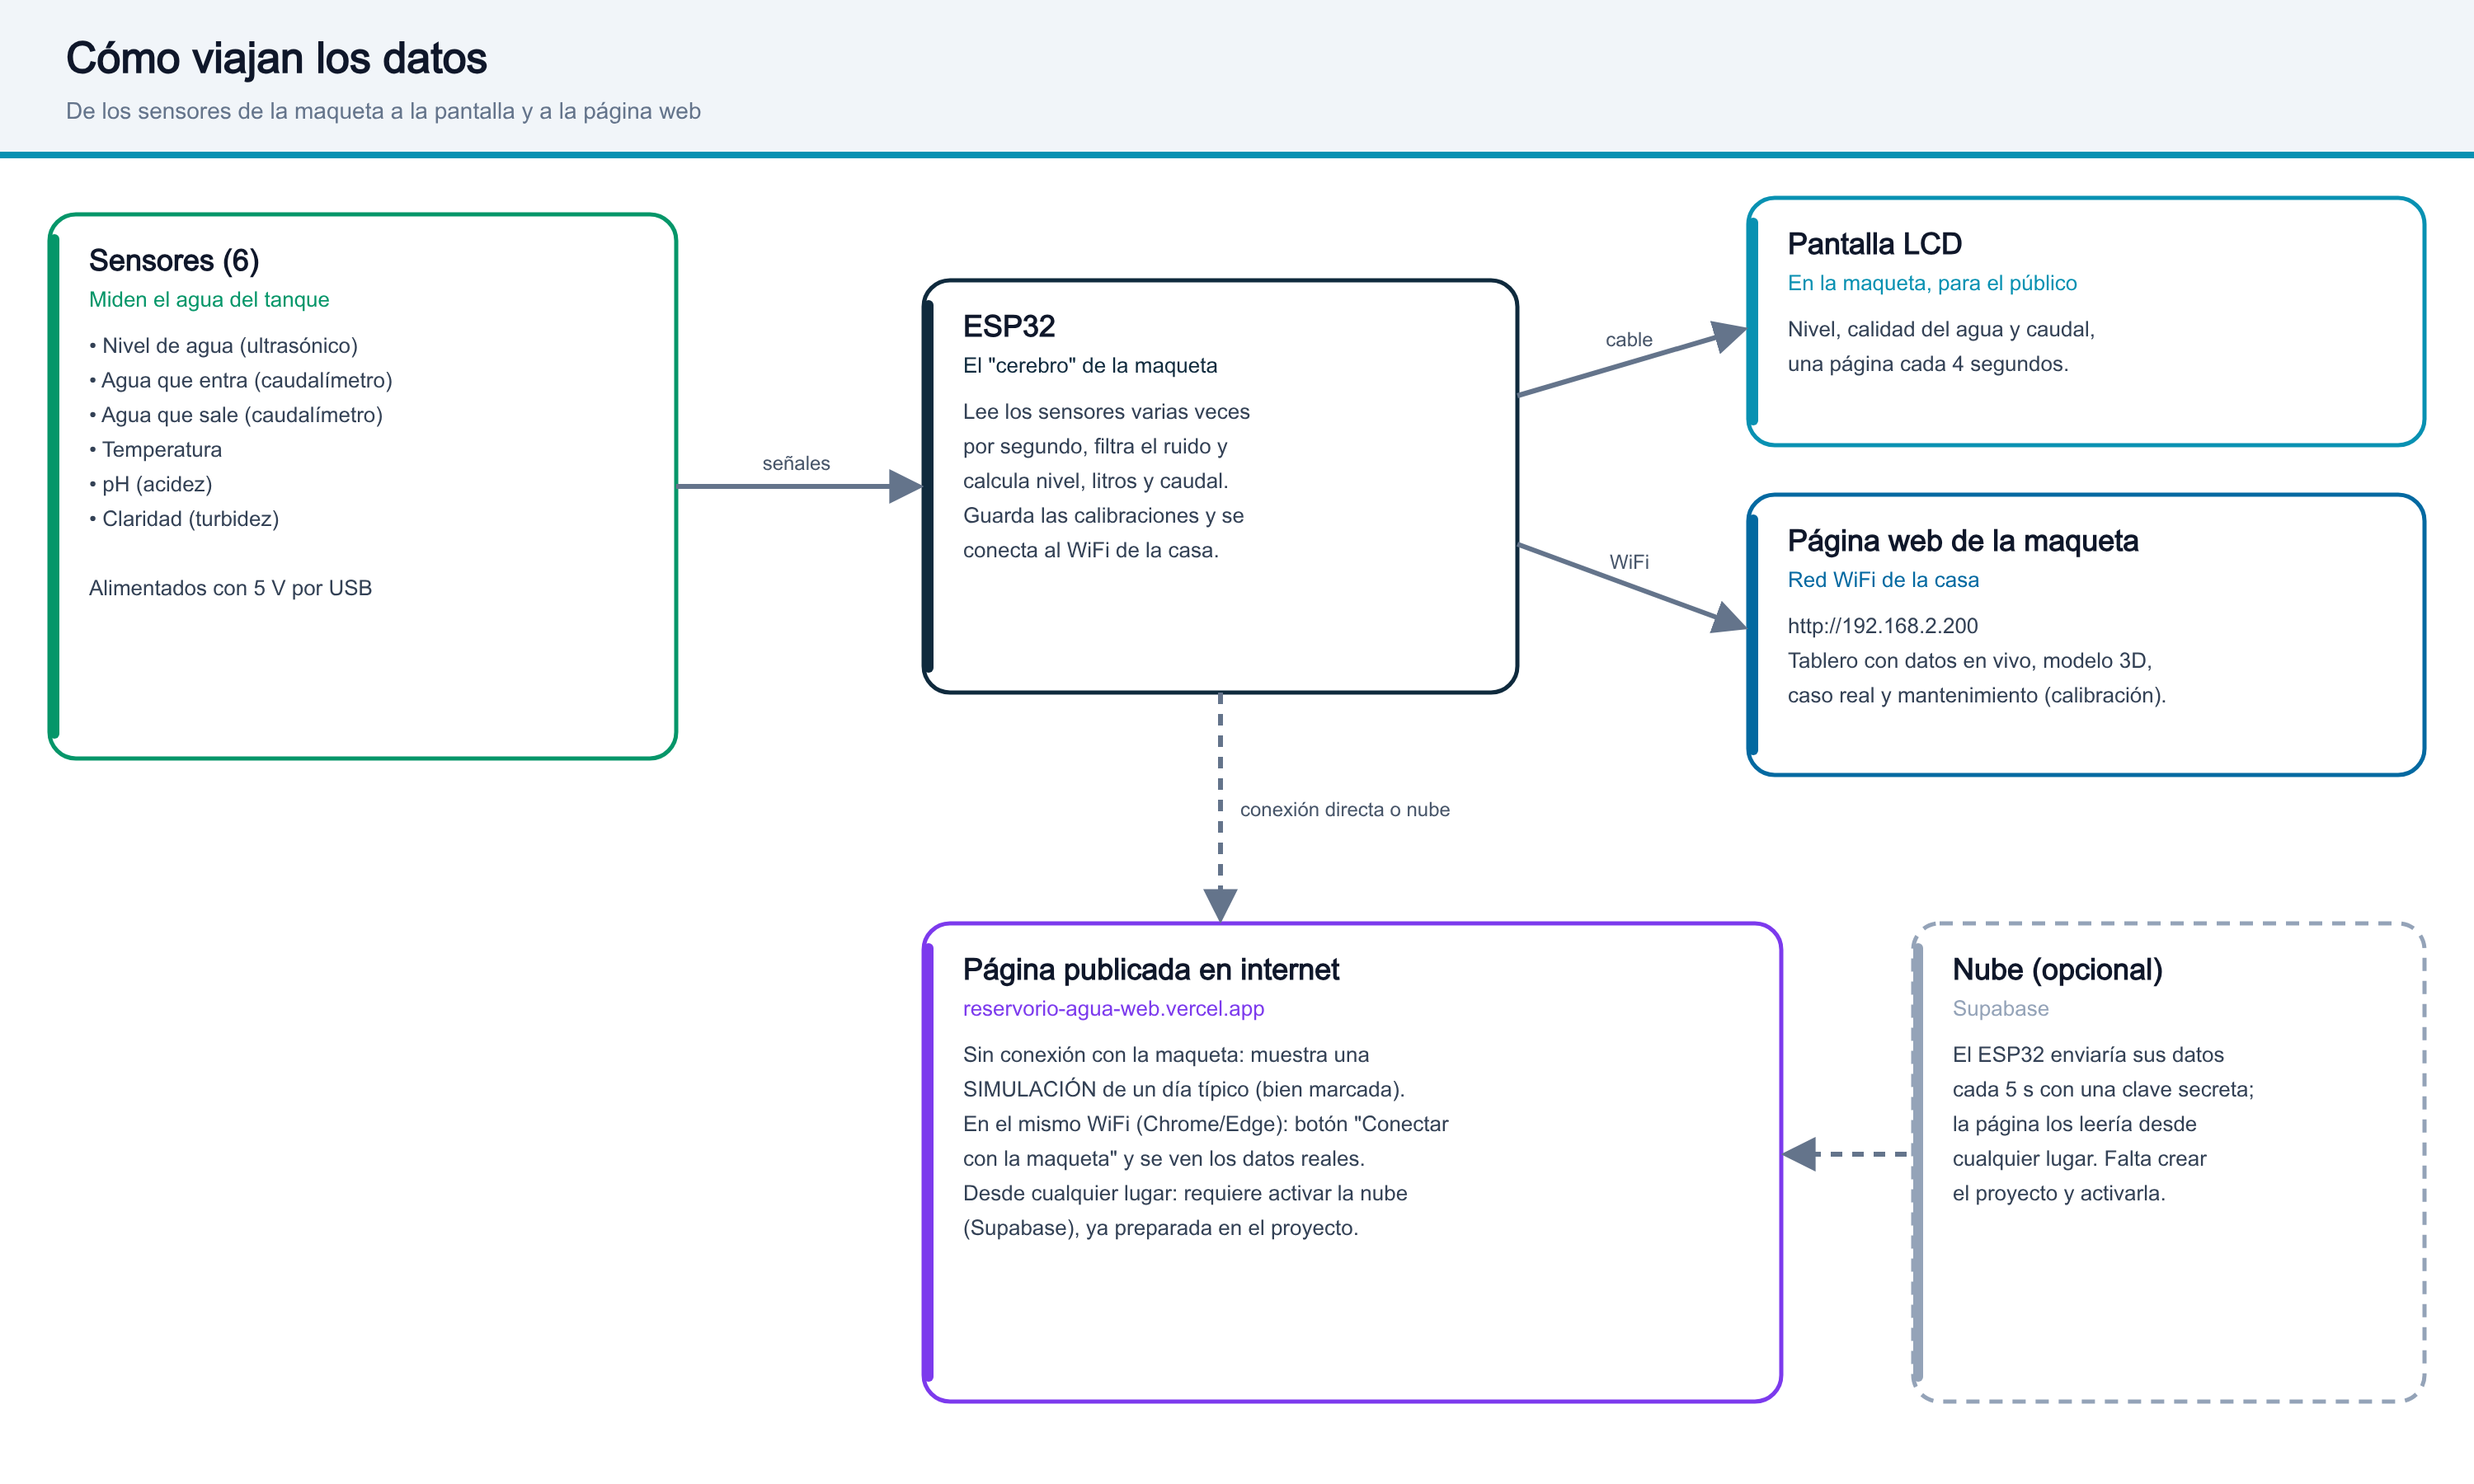 Cómo viajan los datos
De los sensores de la maqueta a la pantalla y a la página web
Sensores (6)
Miden el agua del tanque
• Nivel de agua (ultrasónico)
• Agua que entra (caudalímetro)
• Agua que sale (caudalímetro)
• Temperatura
• pH (acidez)
• Claridad (turbidez)
Alimentados con 5 V por USB
señales
ESP32
El "cerebro" de la maqueta
Lee los sensores varias veces
por segundo, filtra el ruido y
calcula nivel, litros y caudal.
Guarda las calibraciones y se
conecta al WiFi de la casa.
cable
Pantalla LCD
En la maqueta, para el público
Nivel, calidad del agua y caudal,
una página cada 4 segundos.
WiFi
Página web de la maqueta
Red WiFi de la casa
http://192.168.2.200
Tablero con datos en vivo, modelo 3D,
caso real y mantenimiento (calibración).
conexión directa o nube
Página publicada en internet
reservorio-agua-web.vercel.app
Sin conexión con la maqueta: muestra una
SIMULACIÓN de un día típico (bien marcada).
En el mismo WiFi (Chrome/Edge): botón "Conectar
con la maqueta" y se ven los datos reales.
Desde cualquier lugar: requiere activar la nube
(Supabase), ya preparada en el proyecto.
Nube (opcional)
Supabase
El ESP32 enviaría sus datos
cada 5 s con una clave secreta;
la página los leería desde
cualquier lugar. Falta crear
el proyecto y activarla.